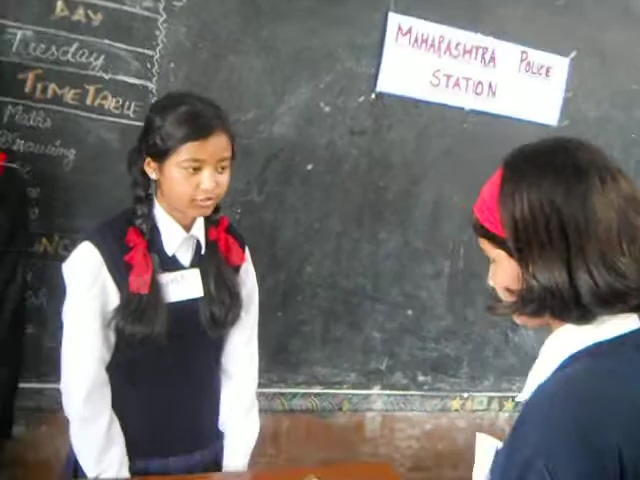 DAY
Tuesday
TIME TABLE
Maths
Drawing
MAHARASHTRA POLICE
STATION